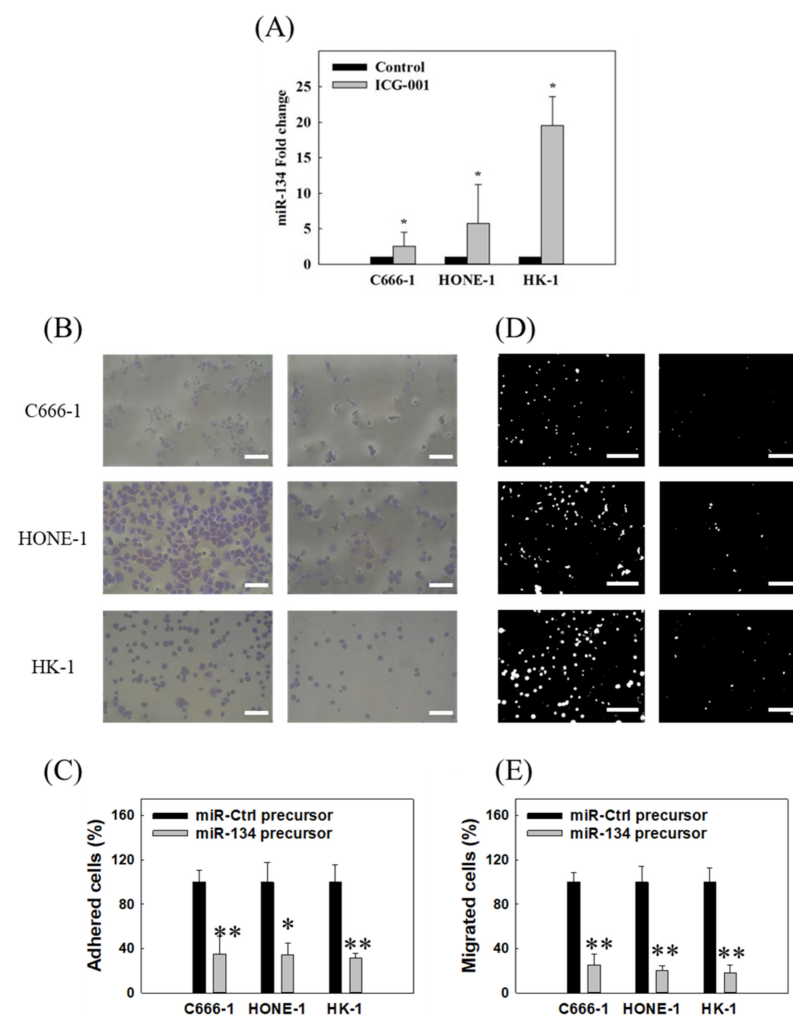 (A)
Control
ICG-001
miR-134 Fold change
25
20
15
10
5
0
*
*
*
C666-1 HONE-1 HK-1
(B)
(D)
C666-1
HONE-1
HK-1
(C)
Adhered cells (%)
160
120
80
40
0
miR-Ctrl precursor
miR-134 precursor
** * **
C666-1 HONE-1 HK-1
(E)
Migrated cells (%)
160
120
80
40
0
miR-Ctrl precursor
miR-134 precursor
** ** **
C666-1 HONE-1 HK-1